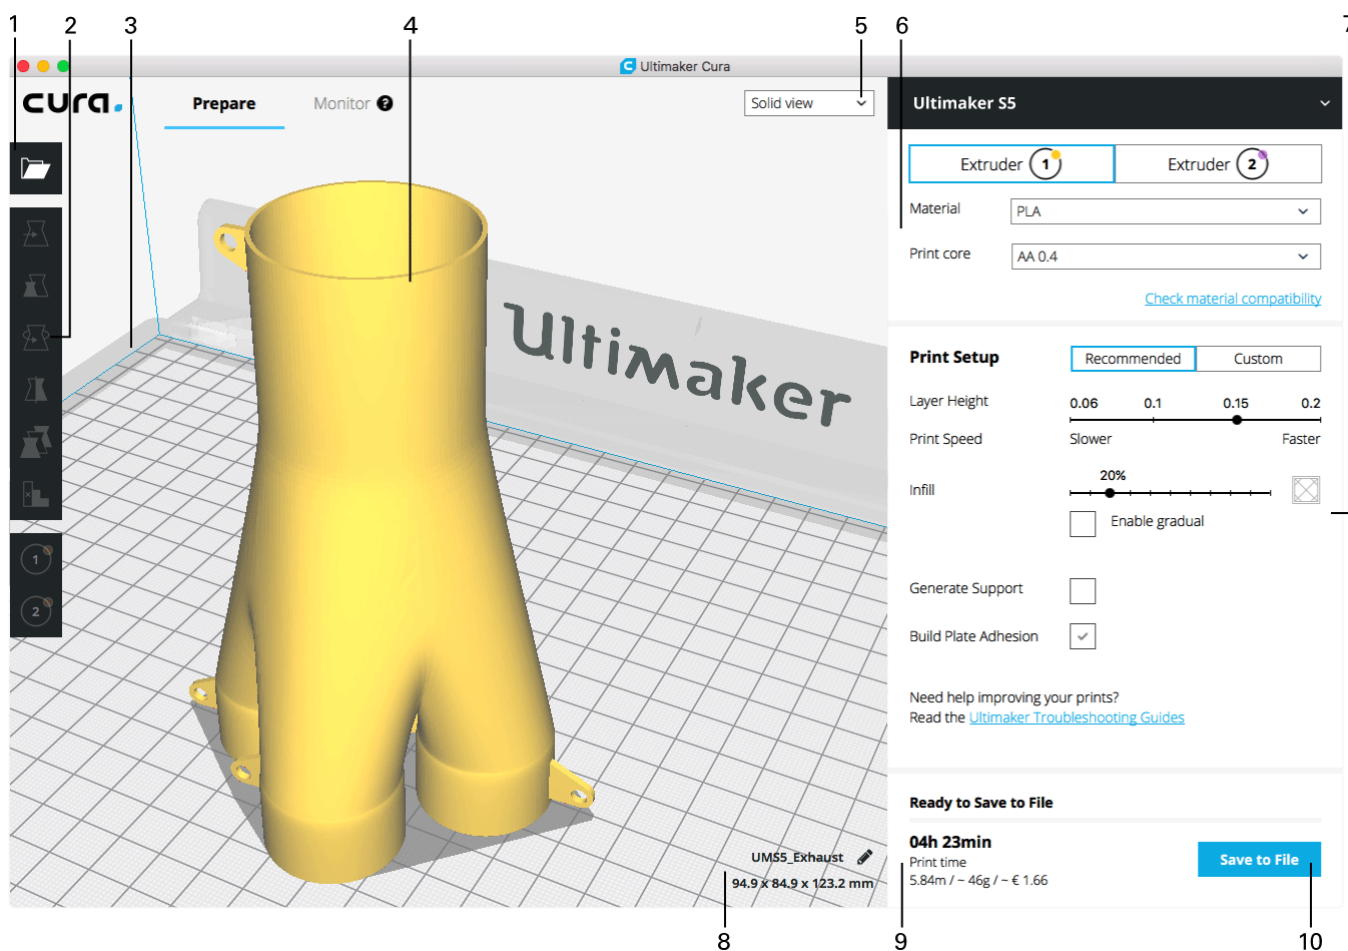 1 2 3 4 5 6 7
Ultimaker Cura
cura.
Prepare
Monitor ?
Solid view
Ultimaker S5
Extruder 1
Extruder 2
Material
PLA
Print core
AA 0.4
Check material compatibility
Ultimaker
Print Setup
Recommended
Custom
Layer Height
0.06 0.1 0.15 0.2
Print Speed
Slower Faster
20%
Infill
Enable gradual
1
2
Generate Support
Build Plate Adhesion
Need help improving your prints?
Read the Ultimaker Troubleshooting Guides
Ready to Save to File
04h 23min
Print time
5.84m / ~ 46g / ~ € 1.66
Save to File
UMS5_Exhaust
94.9 x 84.9 x 123.2 mm
8 9 10